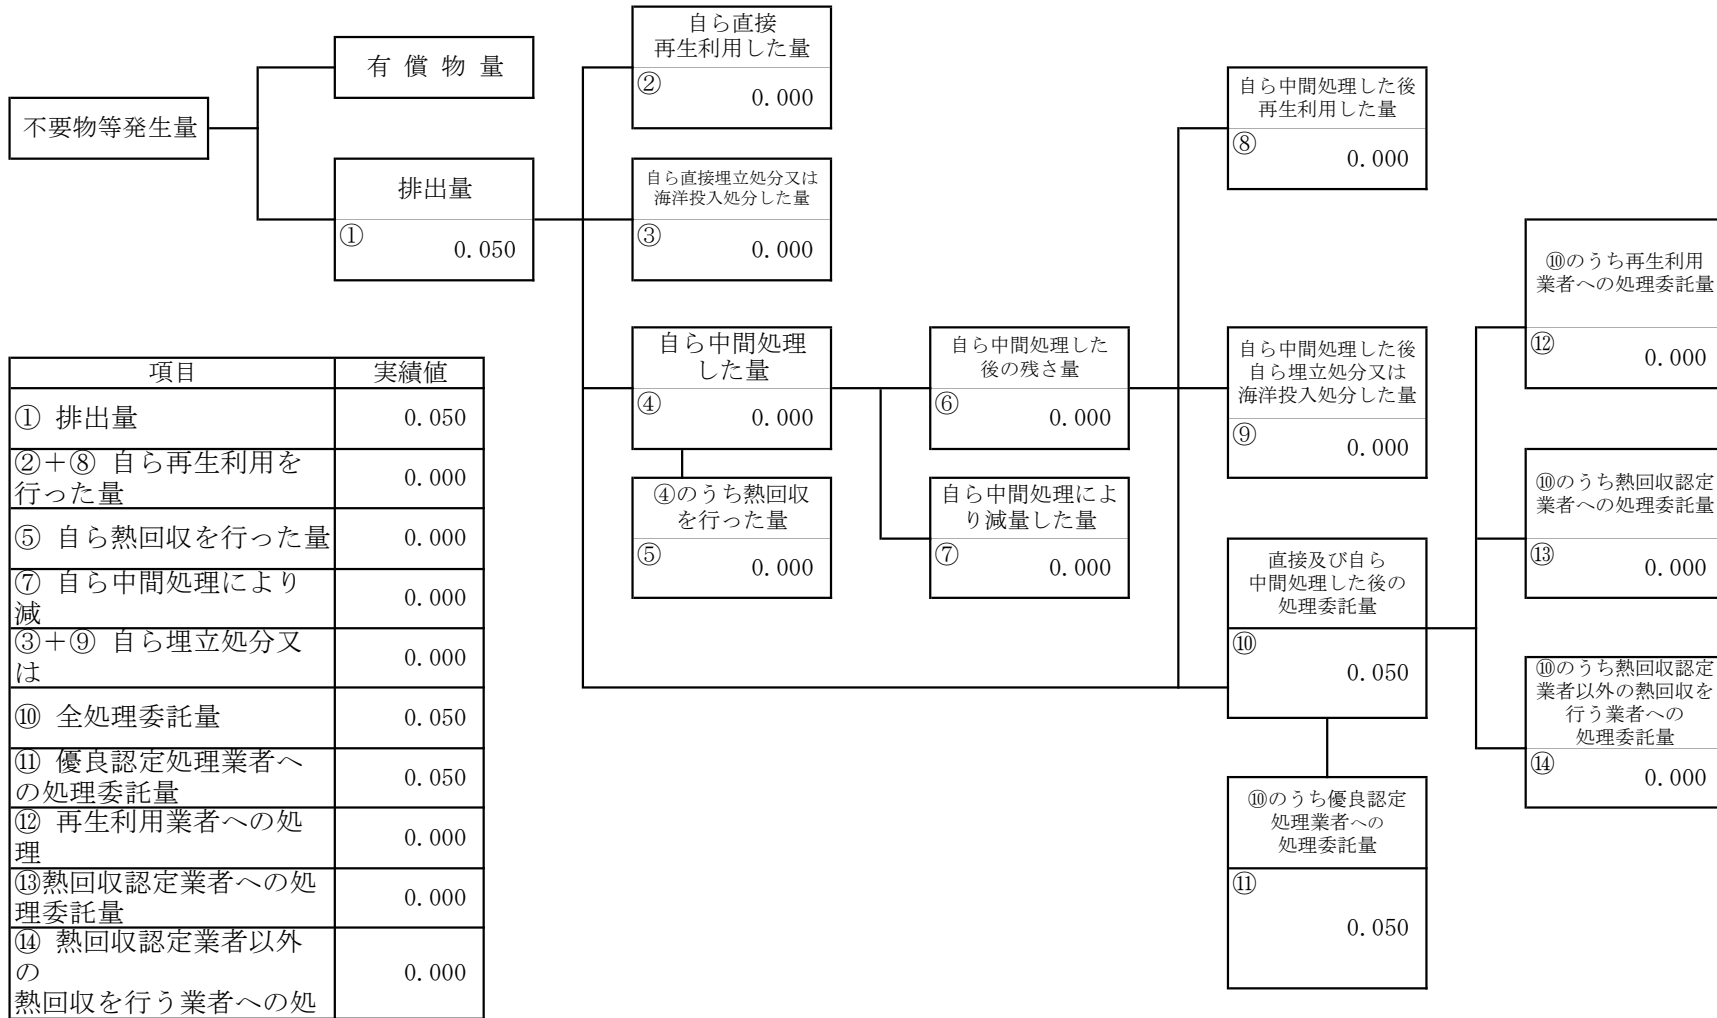 不要物等発生量
有 償 物 量
排出量
①
0.050
自ら直接
再生利用した量
②
0.000
自ら直接埋立処分又は
海洋投入処分した量
③
0.000
自ら中間処理
した量
④
0.000
④のうち熱回収
を行った量
⑤
0.000
自ら中間処理した
後の残さ量
⑥
0.000
自ら中間処理によ
り減量した量
⑦
0.000
自ら中間処理した後
再生利用した量
⑧
0.000
自ら中間処理した後
自ら埋立処分又は
海洋投入処分した量
⑨
0.000
直接及び自ら
中間処理した後の
処理委託量
⑩
0.050
⑩のうち優良認定
処理業者への
処理委託量
⑪
0.050
⑩のうち再生利用
業者への処理委託量
⑫
0.000
⑩のうち熱回収認定
業者への処理委託量
⑬
0.000
⑩のうち熱回収認定
業者以外の熱回収を
行う業者への
処理委託量
⑭
0.000
項目 実績値
① 排出量 0.050
②＋⑧ 自ら再生利用を
行った量 0.000
⑤ 自ら熱回収を行った量 0.000
⑦ 自ら中間処理により
減 0.000
③＋⑨ 自ら埋立処分又
は 0.000
⑩ 全処理委託量 0.050
⑪ 優良認定処理業者へ
の処理委託量 0.050
⑫ 再生利用業者への処
理 0.000
⑬熱回収認定業者への処
理委託量 0.000
⑭ 熱回収認定業者以外
の 0.000
熱回収を行う業者への処